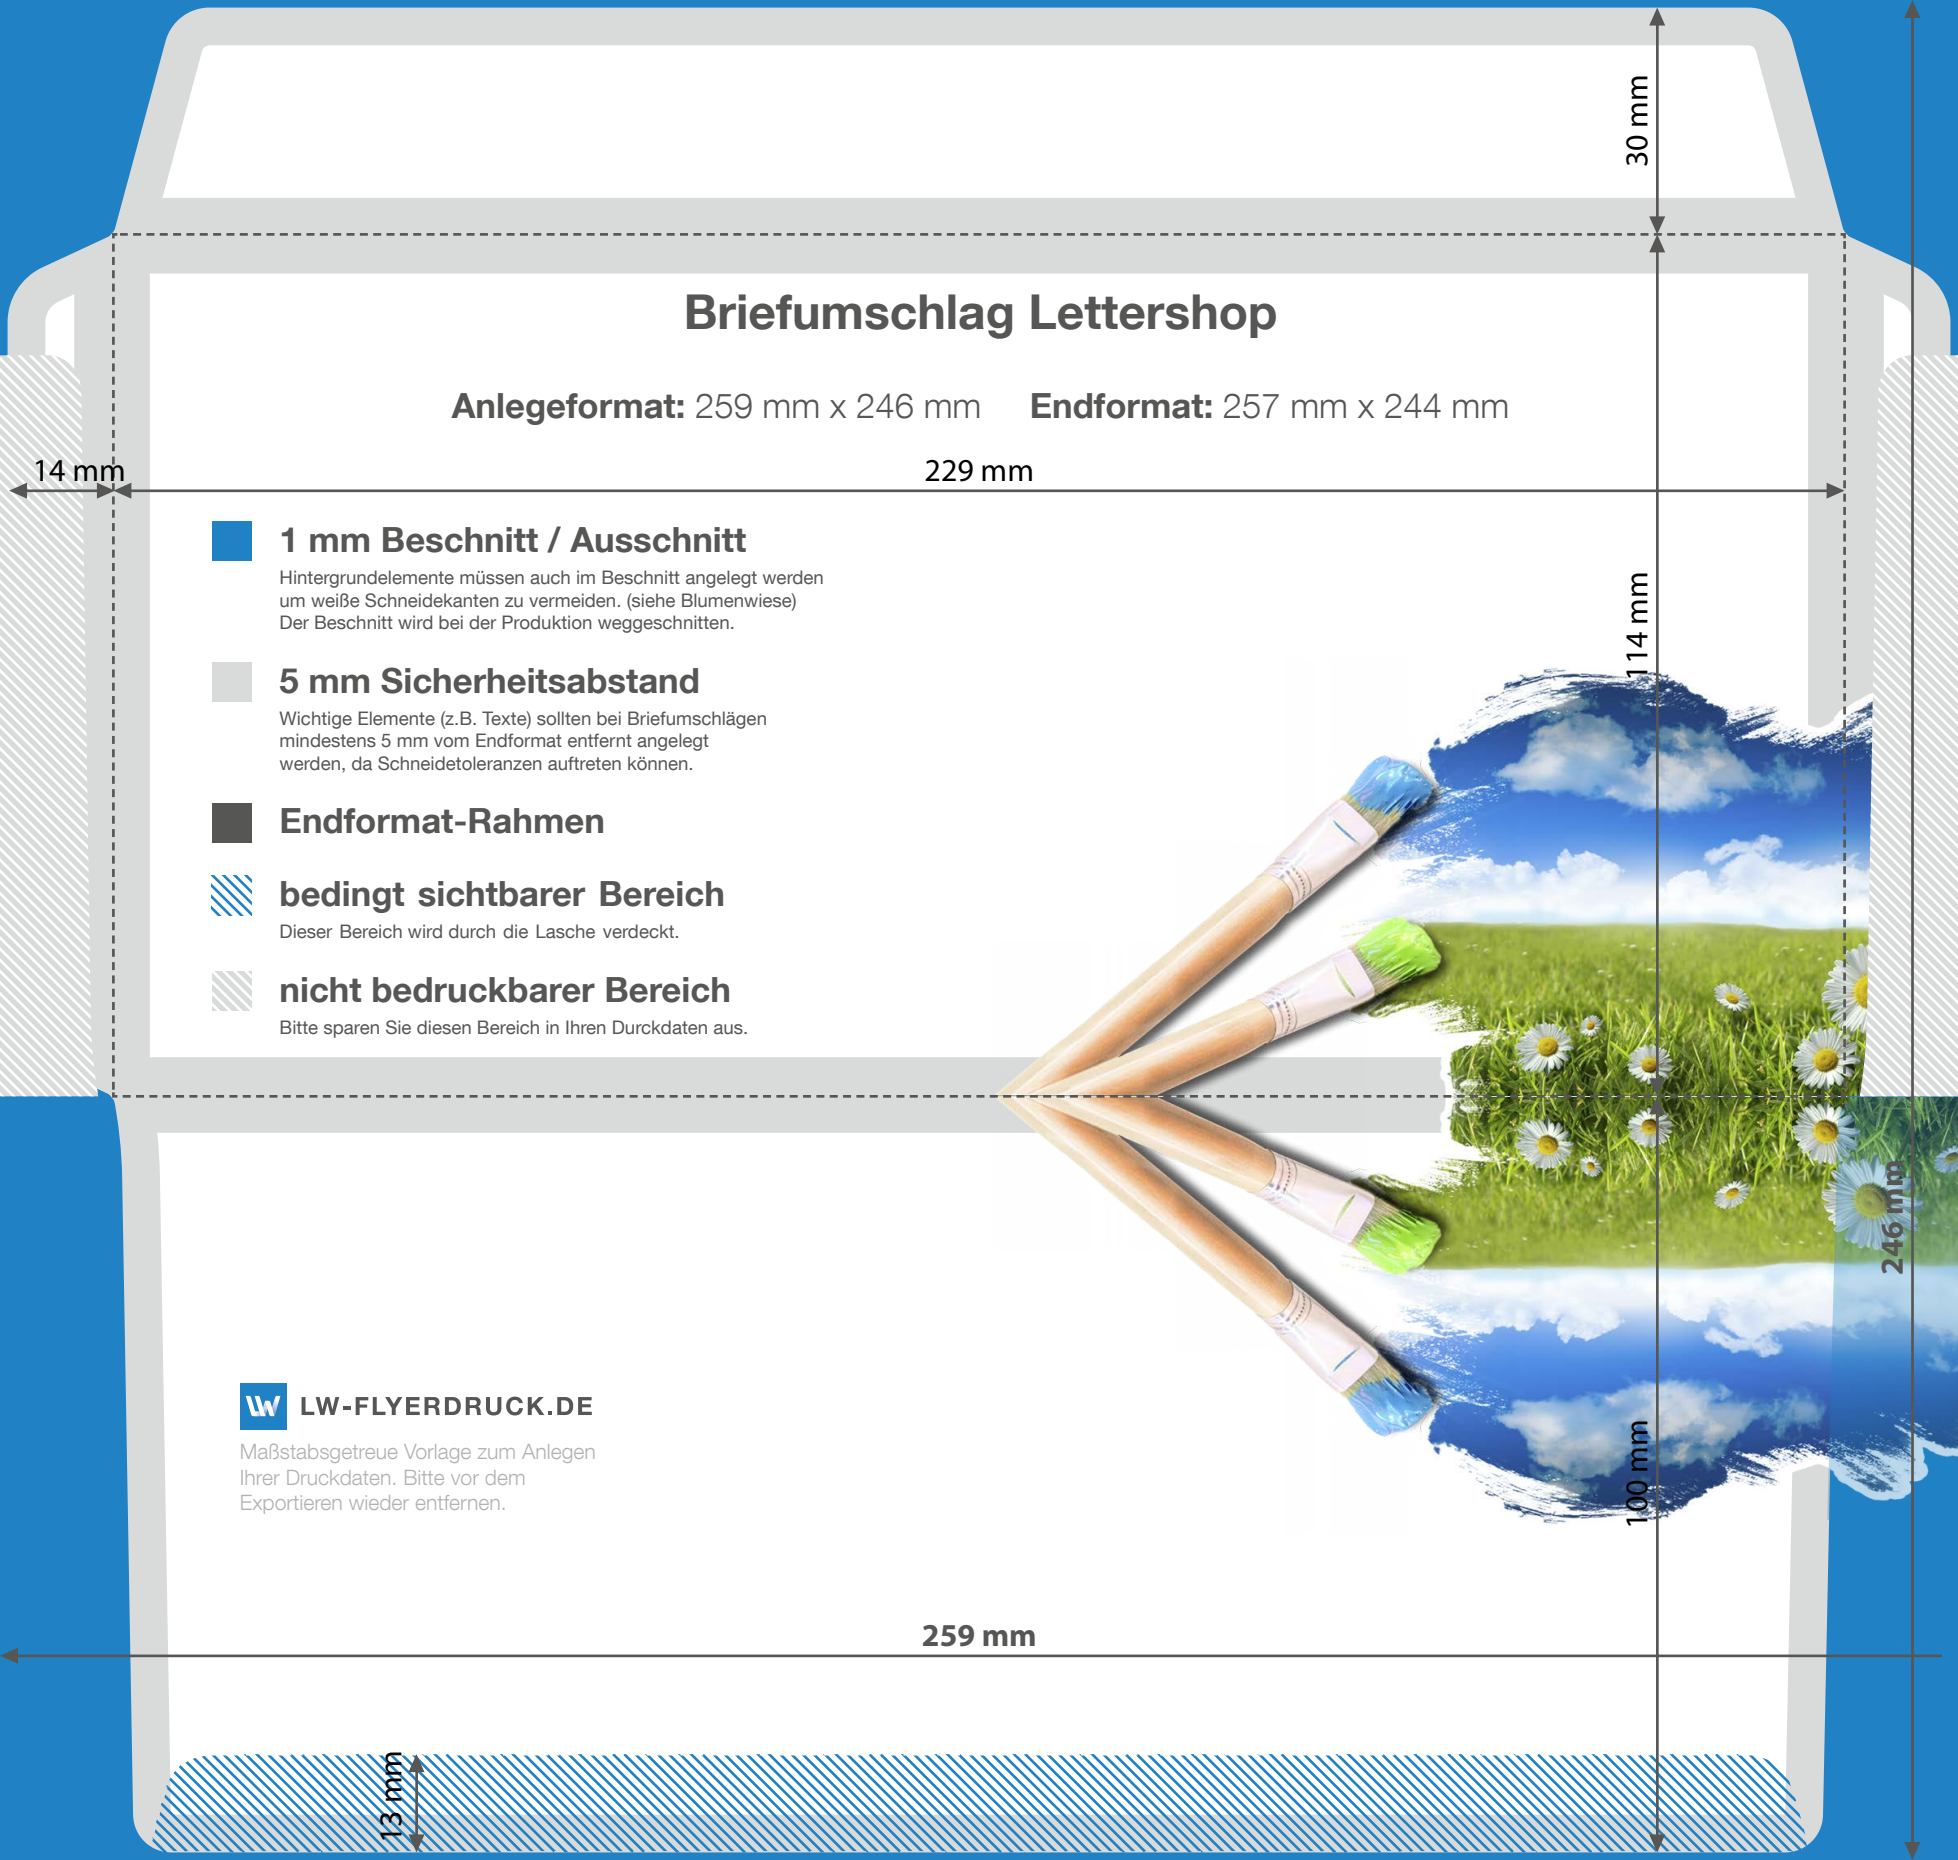 30 mm
Briefumschlag Lettershop
Anlegeformat: 259 mm x 246 mm Endformat: 257 mm x 244 mm
14 mm
229 mm
1 mm Beschnitt / Ausschnitt
Hintergrundelemente müssen auch im Beschnitt angelegt werden
um weiße Schneidekanten zu vermeiden. (siehe Blumenwiese)
Der Beschnitt wird bei der Produktion weggeschnitten.
114 mm
5 mm Sicherheitsabstand
Wichtige Elemente (z.B. Texte) sollten bei Briefumschlägen
mindestens 5 mm vom Endformat entfernt angelegt
werden, da Schneidetoleranzen auftreten können.
Endformat-Rahmen
bedingt sichtbarer Bereich
Dieser Bereich wird durch die Lasche verdeckt.
nicht bedruckbarer Bereich
Bitte sparen Sie diesen Bereich in Ihren Durckdaten aus.
246 mm
LW LW-FLYERDRUCK.DE
Maßstabsgetreue Vorlage zum Anlegen
Ihrer Druckdaten. Bitte vor dem
Exportieren wieder entfernen.
100 mm
259 mm
13 mm